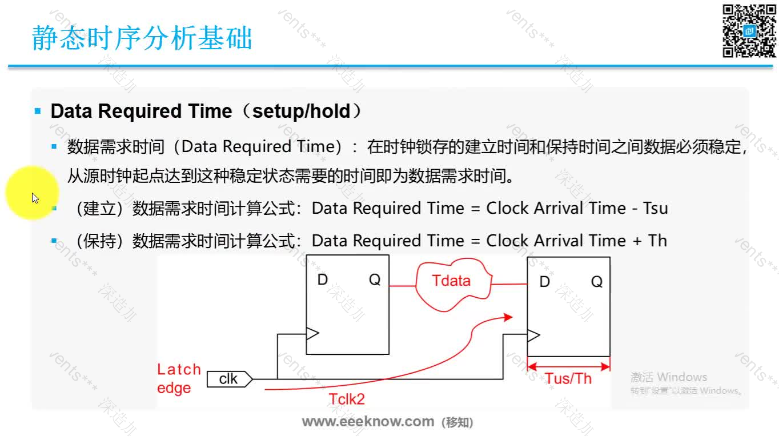 静态时序分析基础
Data Required Time（setup/hold）
数据需求时间（Data Required Time）：在时钟锁存的建立时间和保持时间之间数据必须稳定，
从源时钟起点达到这种稳定状态需要的时间即为数据需求时间。
（建立）数据需求时间计算公式：Data Required Time = Clock Arrival Time - Tsu
（保持）数据需求时间计算公式：Data Required Time = Clock Arrival Time + Th
D Q
Tdata
D Q
Latch
edge
clk
Tclk2
Tus/Th
激活 Windows
转到"设置"以激活 Windows。
www.eeeknow.com（移知）